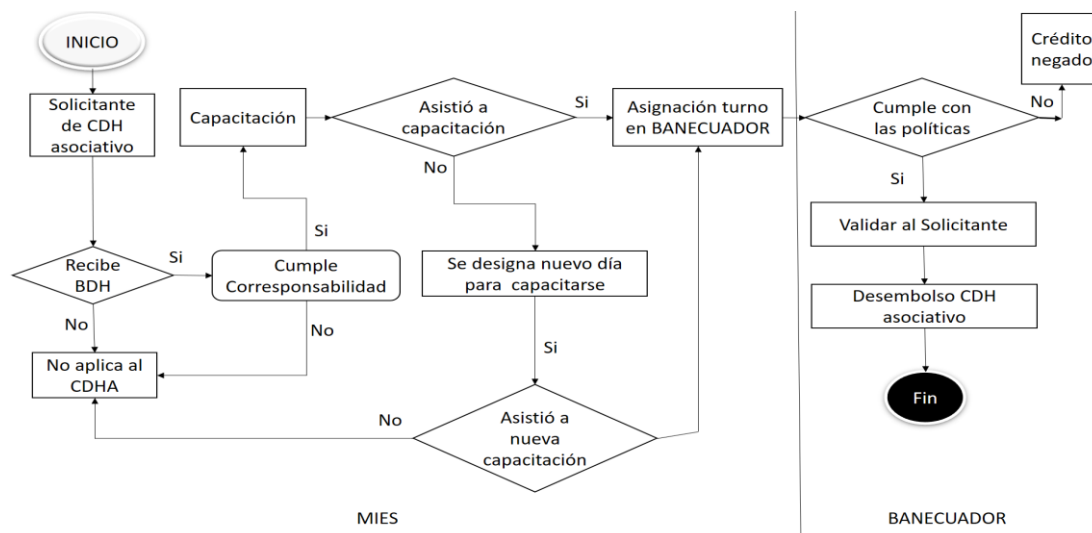 INICIO
Solicitante
de CDH
asociativo
Recibe
BDH
Si
No
No aplica al
CDHA
Cumple
Corresponsabilidad
Si
No
Capacitación
Asistió a
capacitación
Si
No
Se designa nuevo día
para capacitarse
Si
Asistió a
nueva
capacitación
No
Asignación turno
en BANECUADOR
MIES
Cumple con
las políticas
No
Crédito
negado
Si
Validar al Solicitante
Desembolso CDH
asociativo
Fin
BANECUADOR